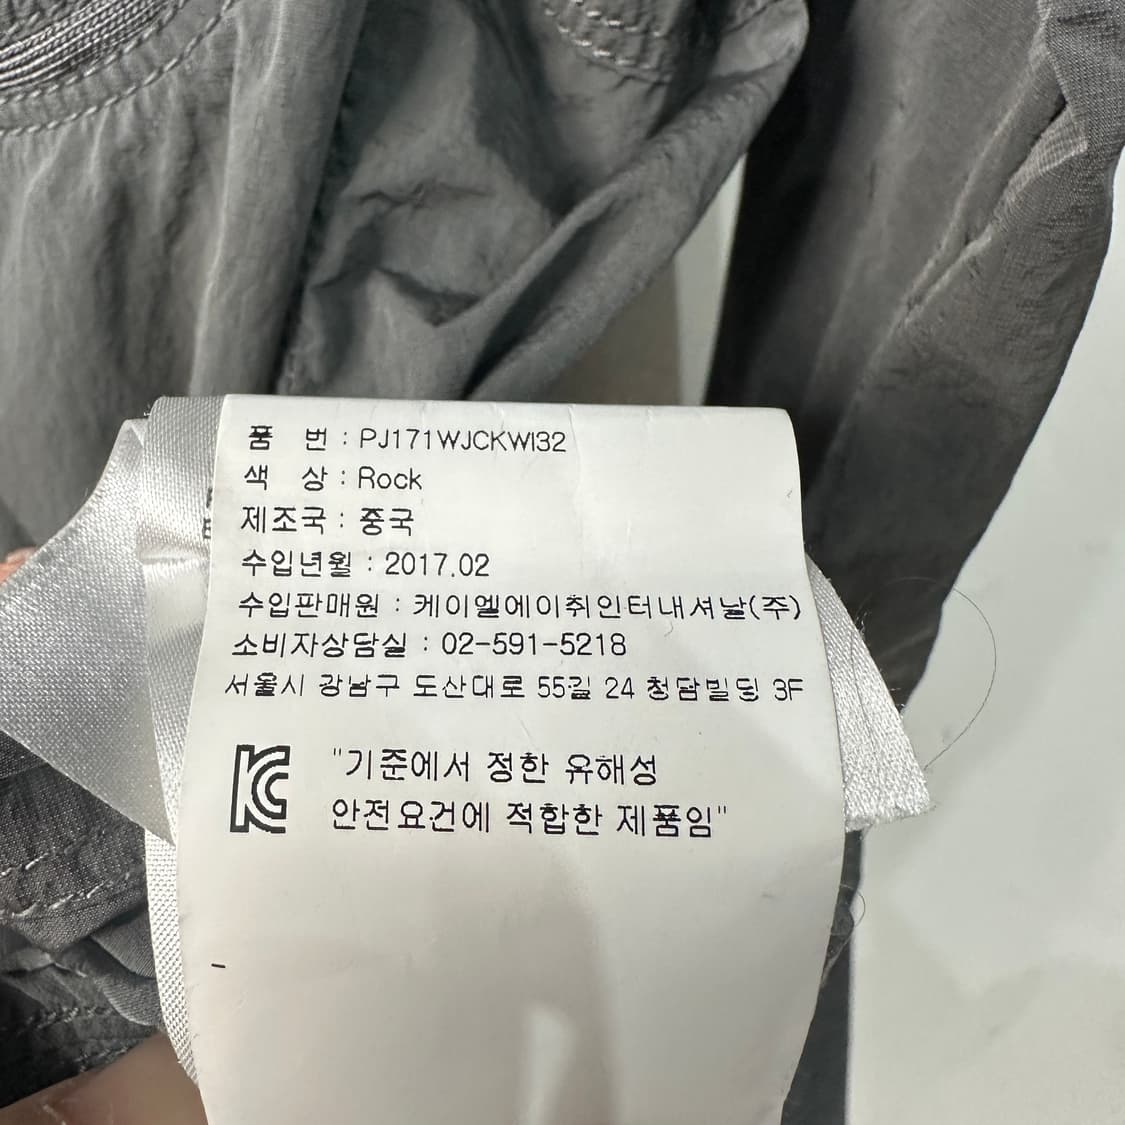 품 번 : PJ171WJCKWI32
색 상 : Rock
제조국 : 중국
수입년월 : 2017.02
수입판매원 : 케이엘에이취인터내셔날(주)
소비자상담실 : 02-591-5218
서울시 강남구 도산대로 55길 24 청담빌딩 3F
"기준에서 정한 유해성
안전요건에 적합한 제품임"